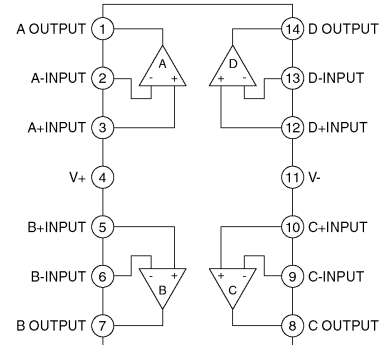 A OUTPUT 1 14 D OUTPUT
A D
A-INPUT 2 - + + - 13 D-INPUT
A+INPUT 3 12 D+INPUT
V+ 4 11 V-
B+INPUT 5 10 C+INPUT
B-INPUT 6 - + + - 9 C-INPUT
B C
B OUTPUT 7 8 C OUTPUT